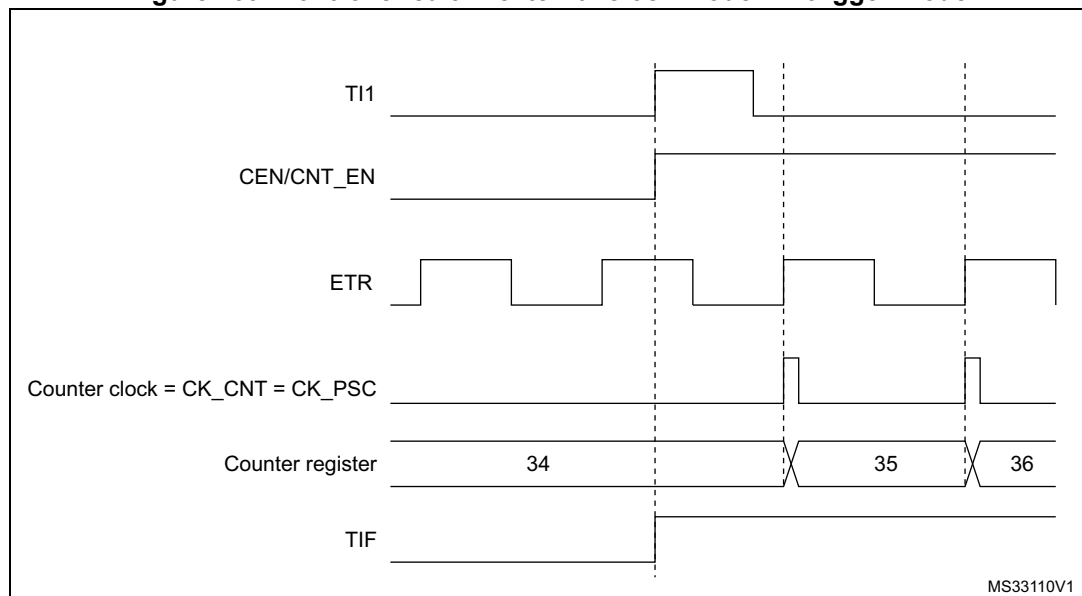 TI1
CEN/CNT_EN
ETR
Counter clock = CK_CNT = CK_PSC
Counter register 34 35 36
TIF
MS33110V1